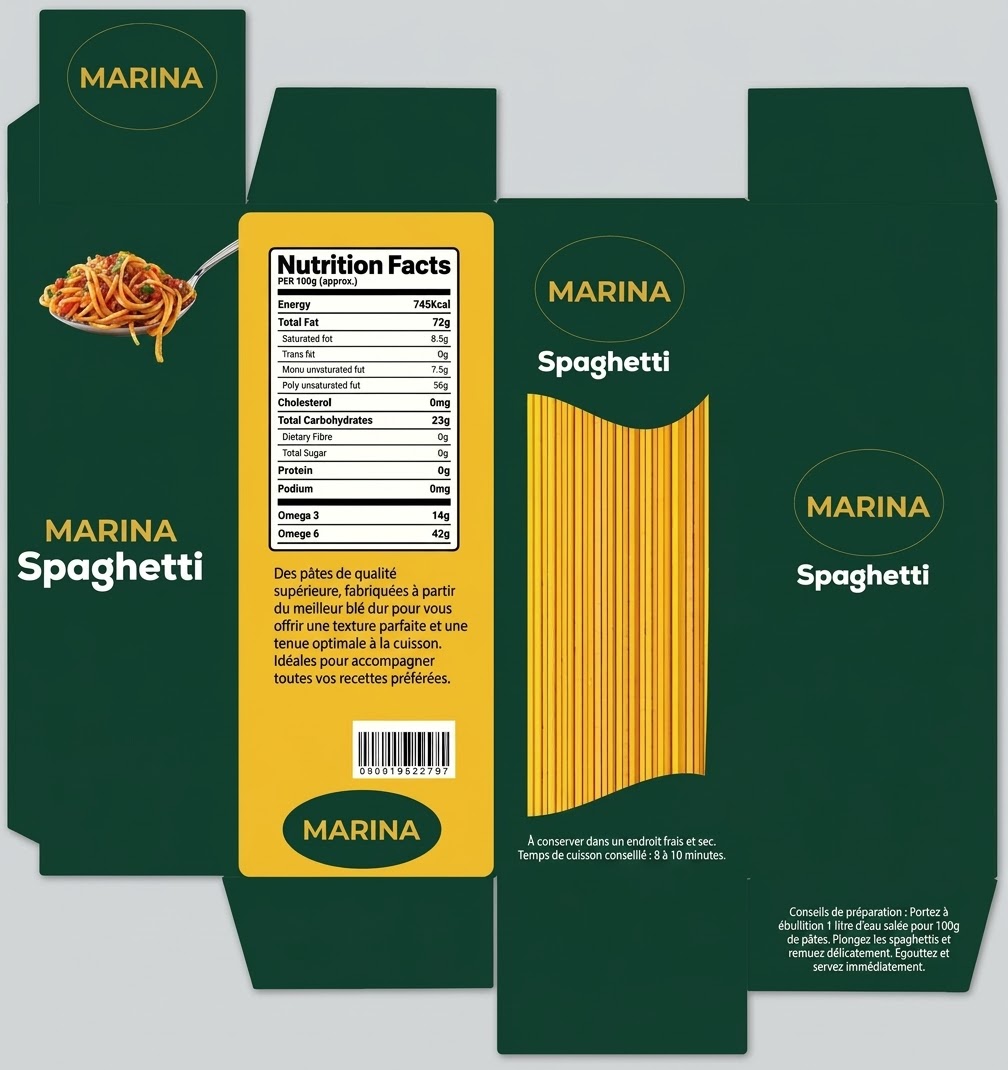 MARINA
MARINA
Spaghetti
Nutrition Facts
PER 100g (approx.)
Energy 745Kcal
Total Fat 72g
Saturated fot 8.5g
Trans fat 0g
Monu unvsturated fut 7.5g
Poly unsaturated fut 56g
Cholesterol 0mg
Total Carbohydrates 23g
Dietary Fibre 0g
Total Sugar 0g
Protein 0g
Podium 0mg
Omega 3 14g
Omega 6 42g
Des pâtes de qualité
supérieure, fabriquées à partir
du meilleur blé dur pour vous
offrir une texture parfaite et une
tenue optimale à la cuisson.
Idéales pour accompagner
toutes vos recettes préférées.
090019522797
MARINA
MARINA
Spaghetti
À conserver dans un endroit frais et sec.
Temps de cuisson conseillé : 8 à 10 minutes.
MARINA
Spaghetti
Conseils de préparation : Portez à
ébullition 1 litre d'eau salée pour 100g
de pâtes. Plongez les spaghettis et
remuez délicatement. Egouttez et
servez immédiatement.